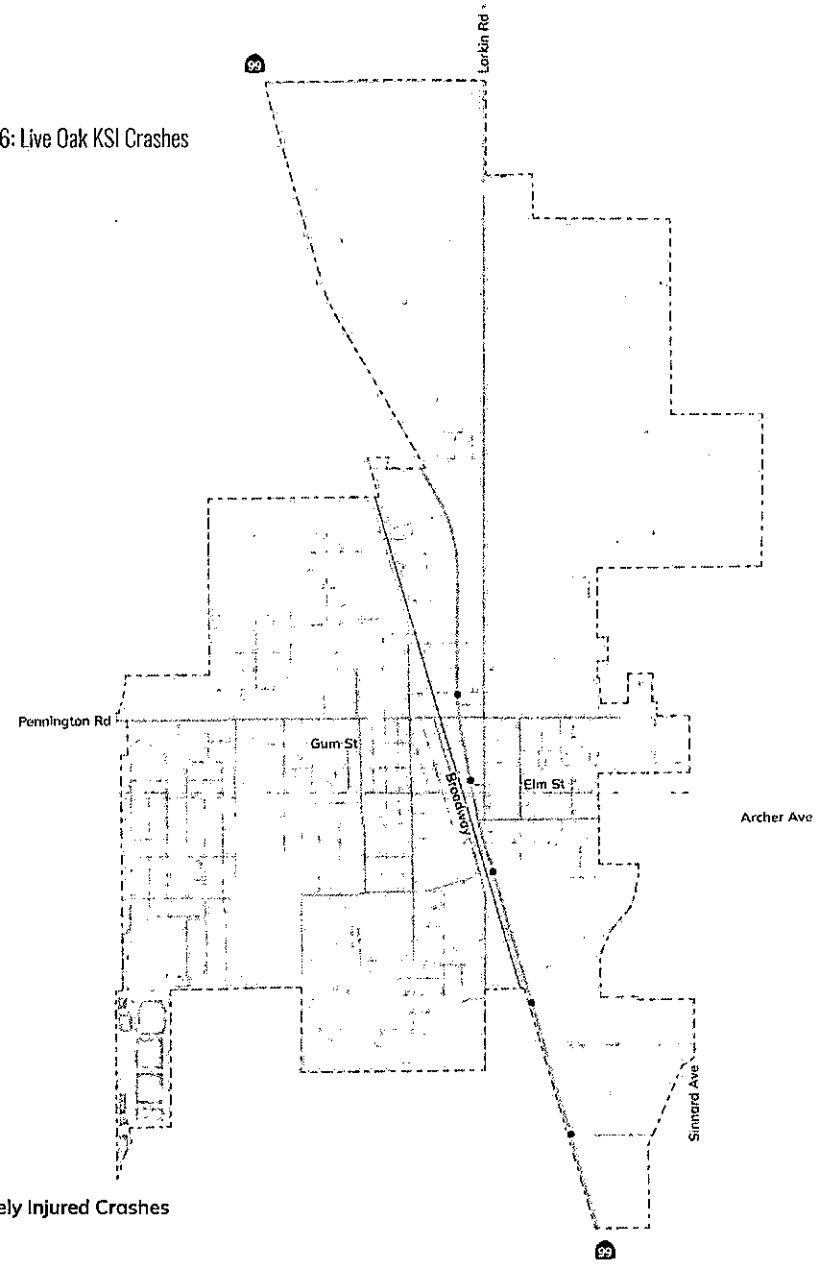 Larkin Rd
99
6: Live Oak KSI Crashes
Pennington Rd
Gum St
Broadway
Elm St
Archer Ave
Sinnard Ave
ely Injured Crashes
99